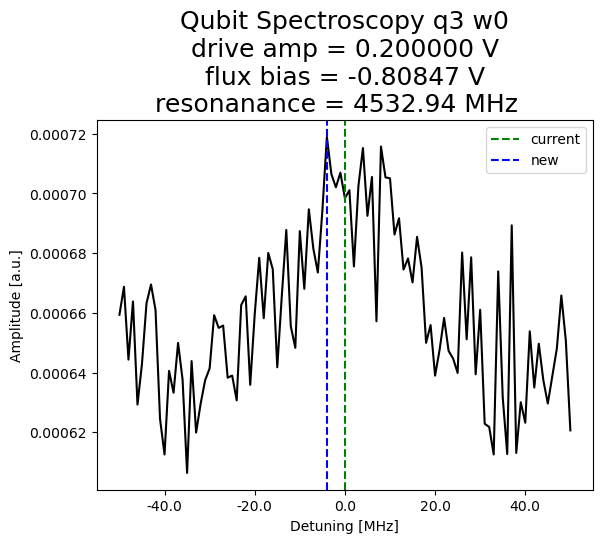 Qubit Spectroscopy q3 w0
drive amp = 0.200000 V
flux bias = -0.80847 V
resonanance = 4532.94 MHz
current
new
0.00072
0.00070
0.00068
0.00066
0.00064
0.00062
Amplitude [a.u.]
-40.0 -20.0 0.0 20.0 40.0
Detuning [MHz]